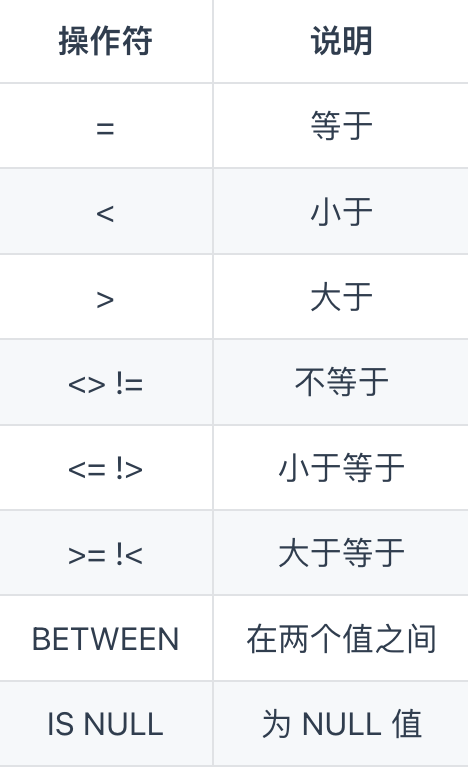 操作符 说明
= 等于
< 小于
> 大于
<> != 不等于
<= !> 小于等于
>= !< 大于等于
BETWEEN 在两个值之间
IS NULL 为 NULL 值